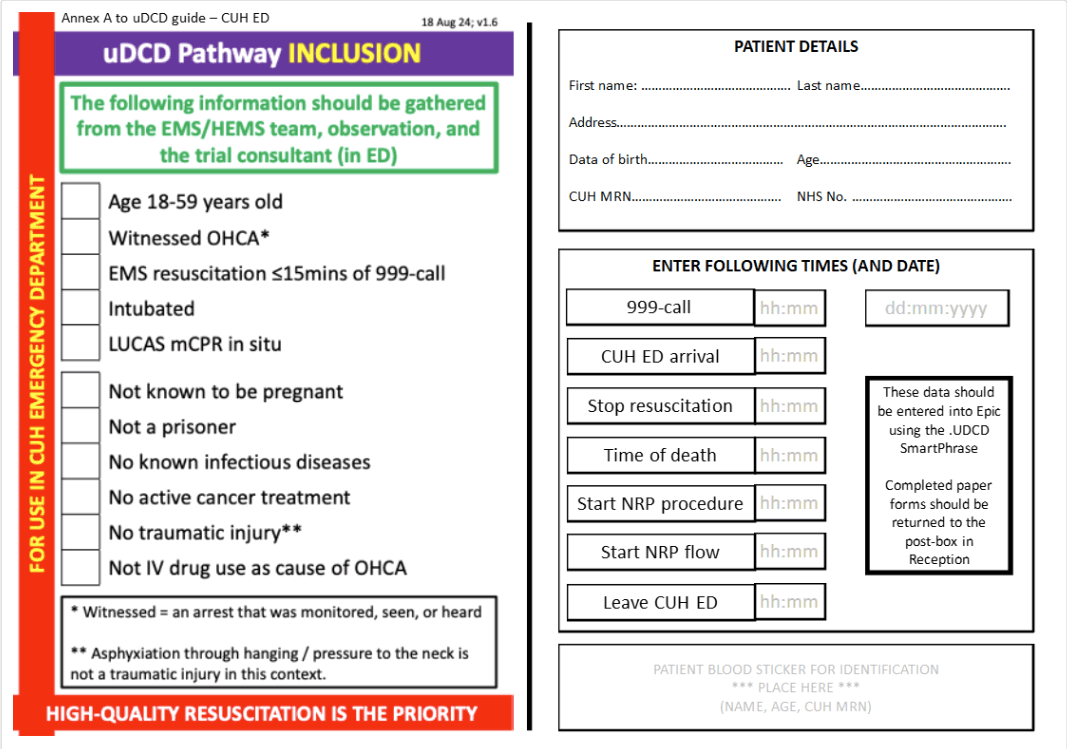 Annex A to uDCD guide – CUH ED
18 Aug 24; v1.6
uDCD Pathway INCLUSION
The following information should be gathered
from the EMS/HEMS team, observation, and
the trial consultant (in ED)
FOR USE IN CUH EMERGENCY DEPARTMENT
Age 18-59 years old
Witnessed OHCA*
EMS resuscitation ≤15mins of 999-call
Intubated
LUCAS mCPR in situ
Not known to be pregnant
Not a prisoner
No known infectious diseases
No active cancer treatment
No traumatic injury**
Not IV drug use as cause of OHCA
* Witnessed = an arrest that was monitored, seen, or heard
** Asphyxiation through hanging / pressure to the neck is
not a traumatic injury in this context.
HIGH-QUALITY RESUSCITATION IS THE PRIORITY
PATIENT DETAILS
First name: ………………………………. Last name……………………………….
Address…………………………………………………………………………………….
Date of birth……………………………. Age……………………………………….
CUH MRN………………………………. NHS No. ………………………………….
ENTER FOLLOWING TIMES (AND DATE)
999-call hh:mm dd:mm:yyyy
CUH ED arrival hh:mm
Stop resuscitation hh:mm
Time of death hh:mm
Start NRP procedure hh:mm
Start NRP flow hh:mm
Leave CUH ED hh:mm
These data should
be entered into Epic
using the .UDCD
SmartPhrase
Completed paper
forms should be
returned to the
post-box in
Reception
PATIENT BLOOD STICKER FOR IDENTIFICATION
*** PLACE HERE ***
(NAME, AGE, CUH MRN)